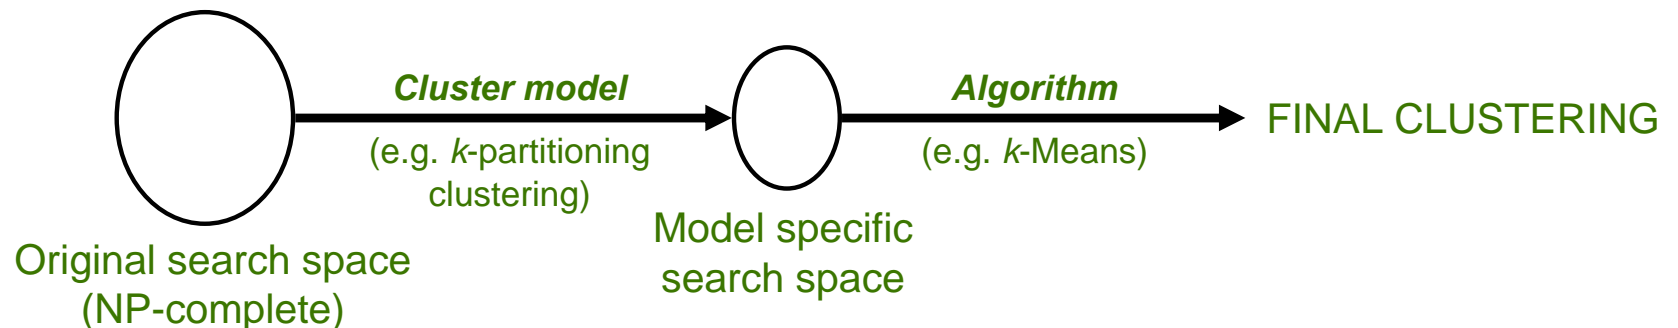 Cluster model
(e.g. k-partitioning
clustering)
Algorithm
(e.g. k-Means)
FINAL CLUSTERING
Original search space
(NP-complete)
Model specific
search space